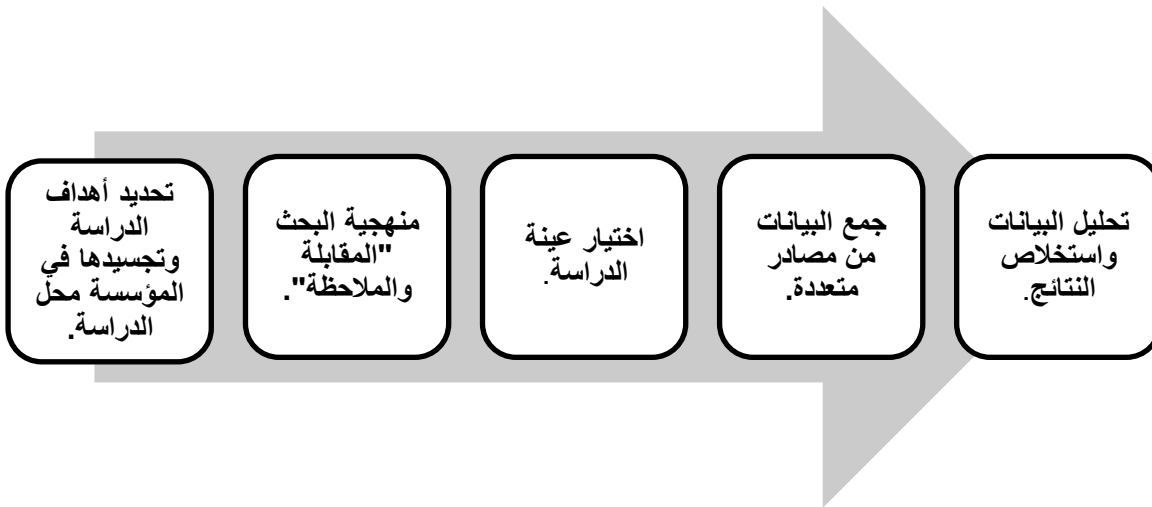 تحديد أهداف
الدراسة
وتجسيدها في
المؤسسة محل
الدراسة.
منهجية البحث
"المقابلة
والملاحظة".
اختيار عينة
الدراسة.
جمع البيانات
من مصادر
متعددة.
تحليل البيانات
واستخلاص
النتائج.